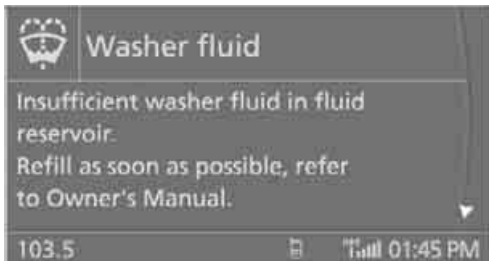 Washer fluid
Insufficient washer fluid in fluid
reservoir.
Refill as soon as possible, refer
to Owner's Manual.
103.5 01:45 PM